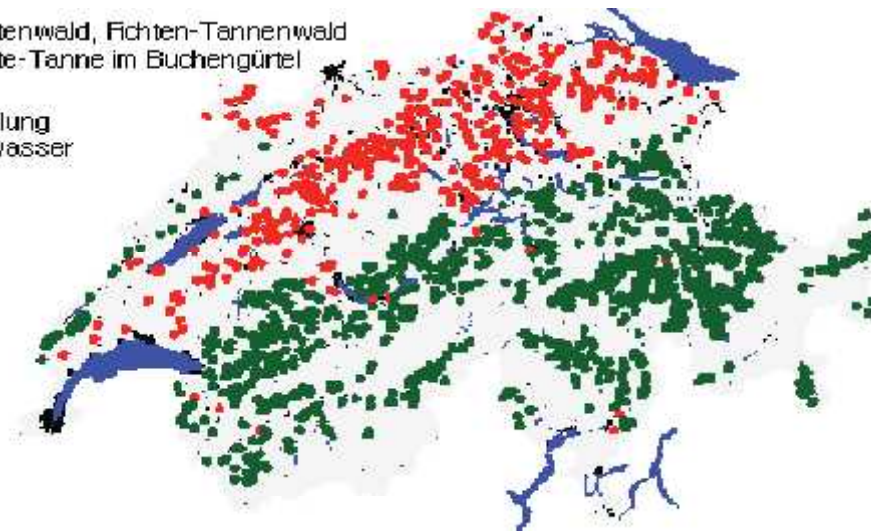 tenwald, Fichten-Tannenwald
te-Tanne im Buchengürtel
lung
wasser